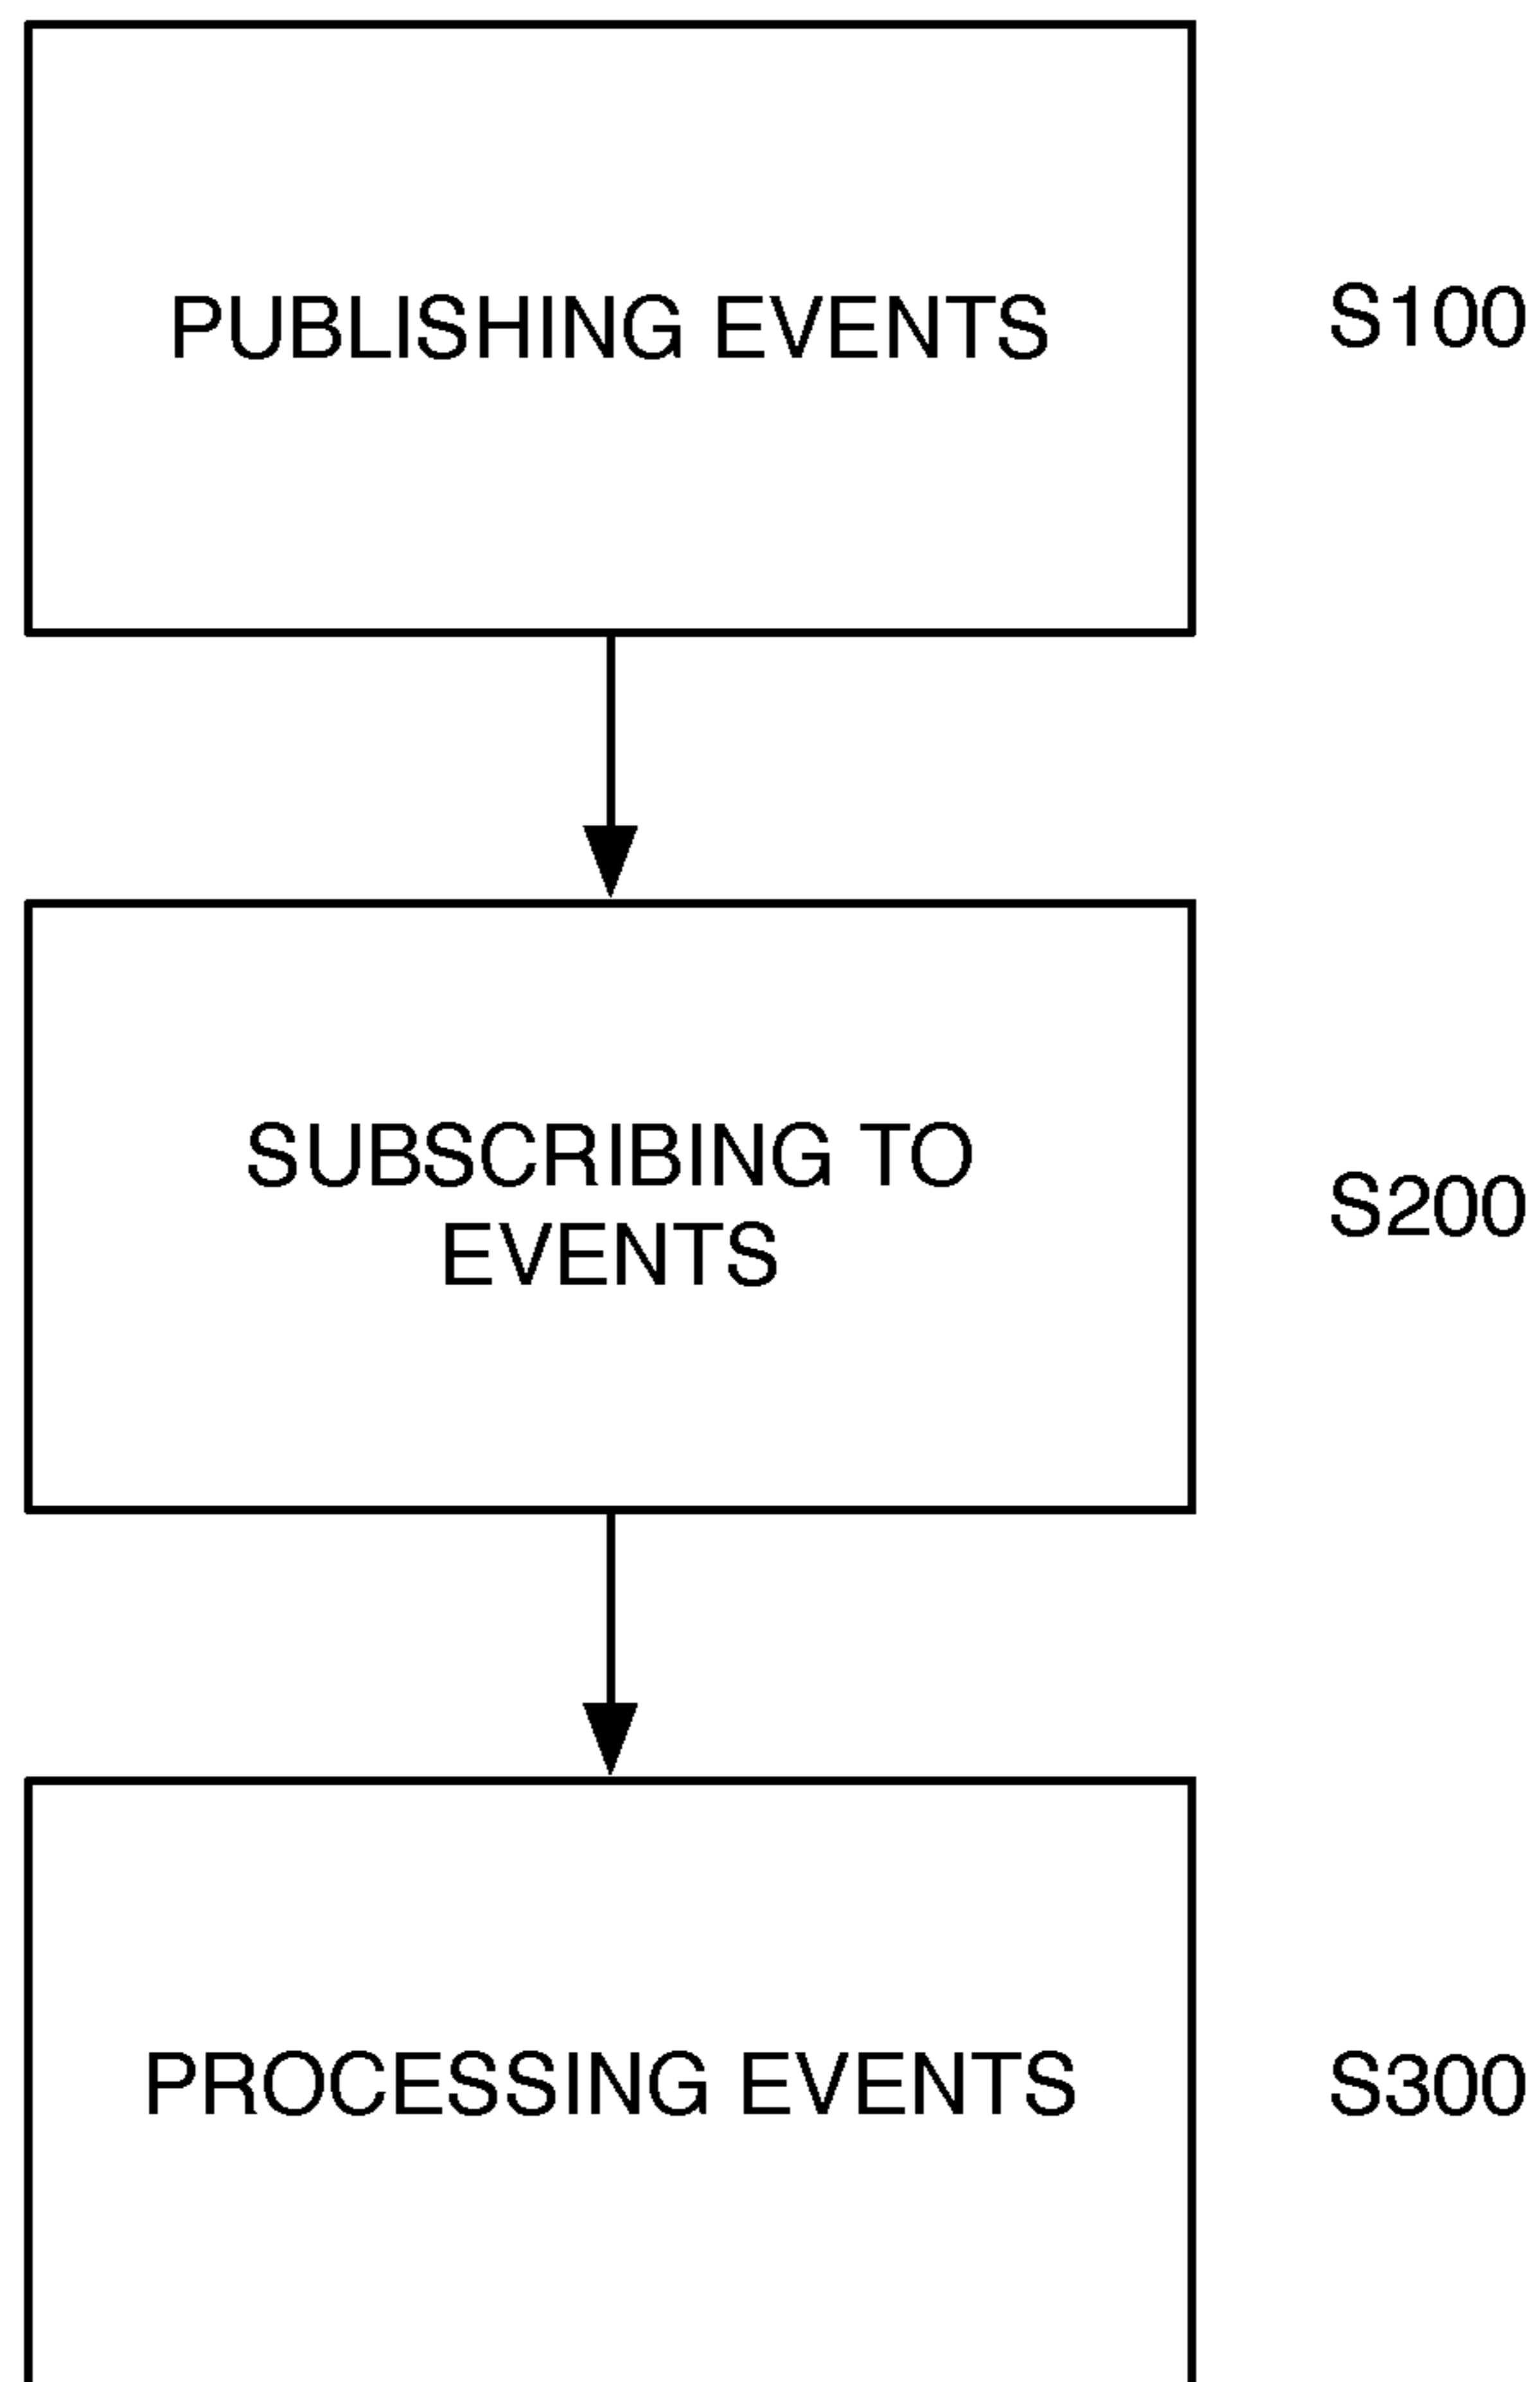 PUBLISHING EVENTS
S100
SUBSCRIBING TO
EVENTS
S200
PROCESSING EVENTS
S300